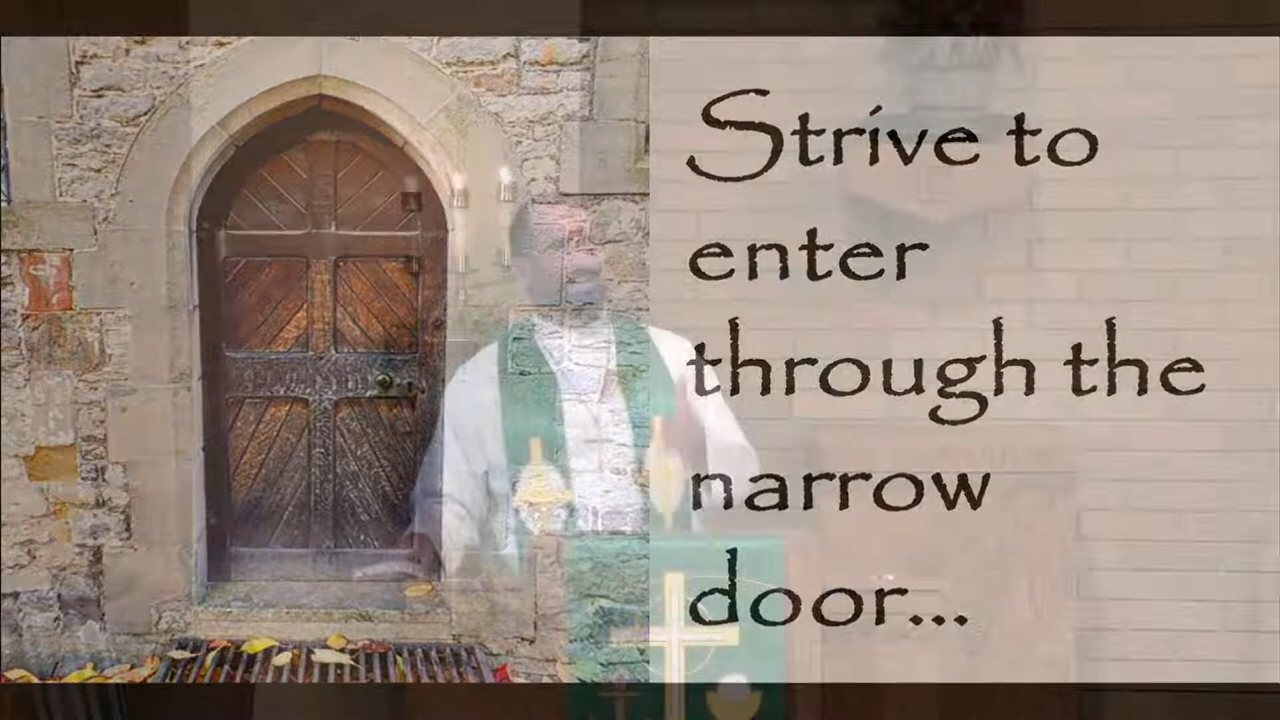 Strive to
enter
through the
narrow
door...